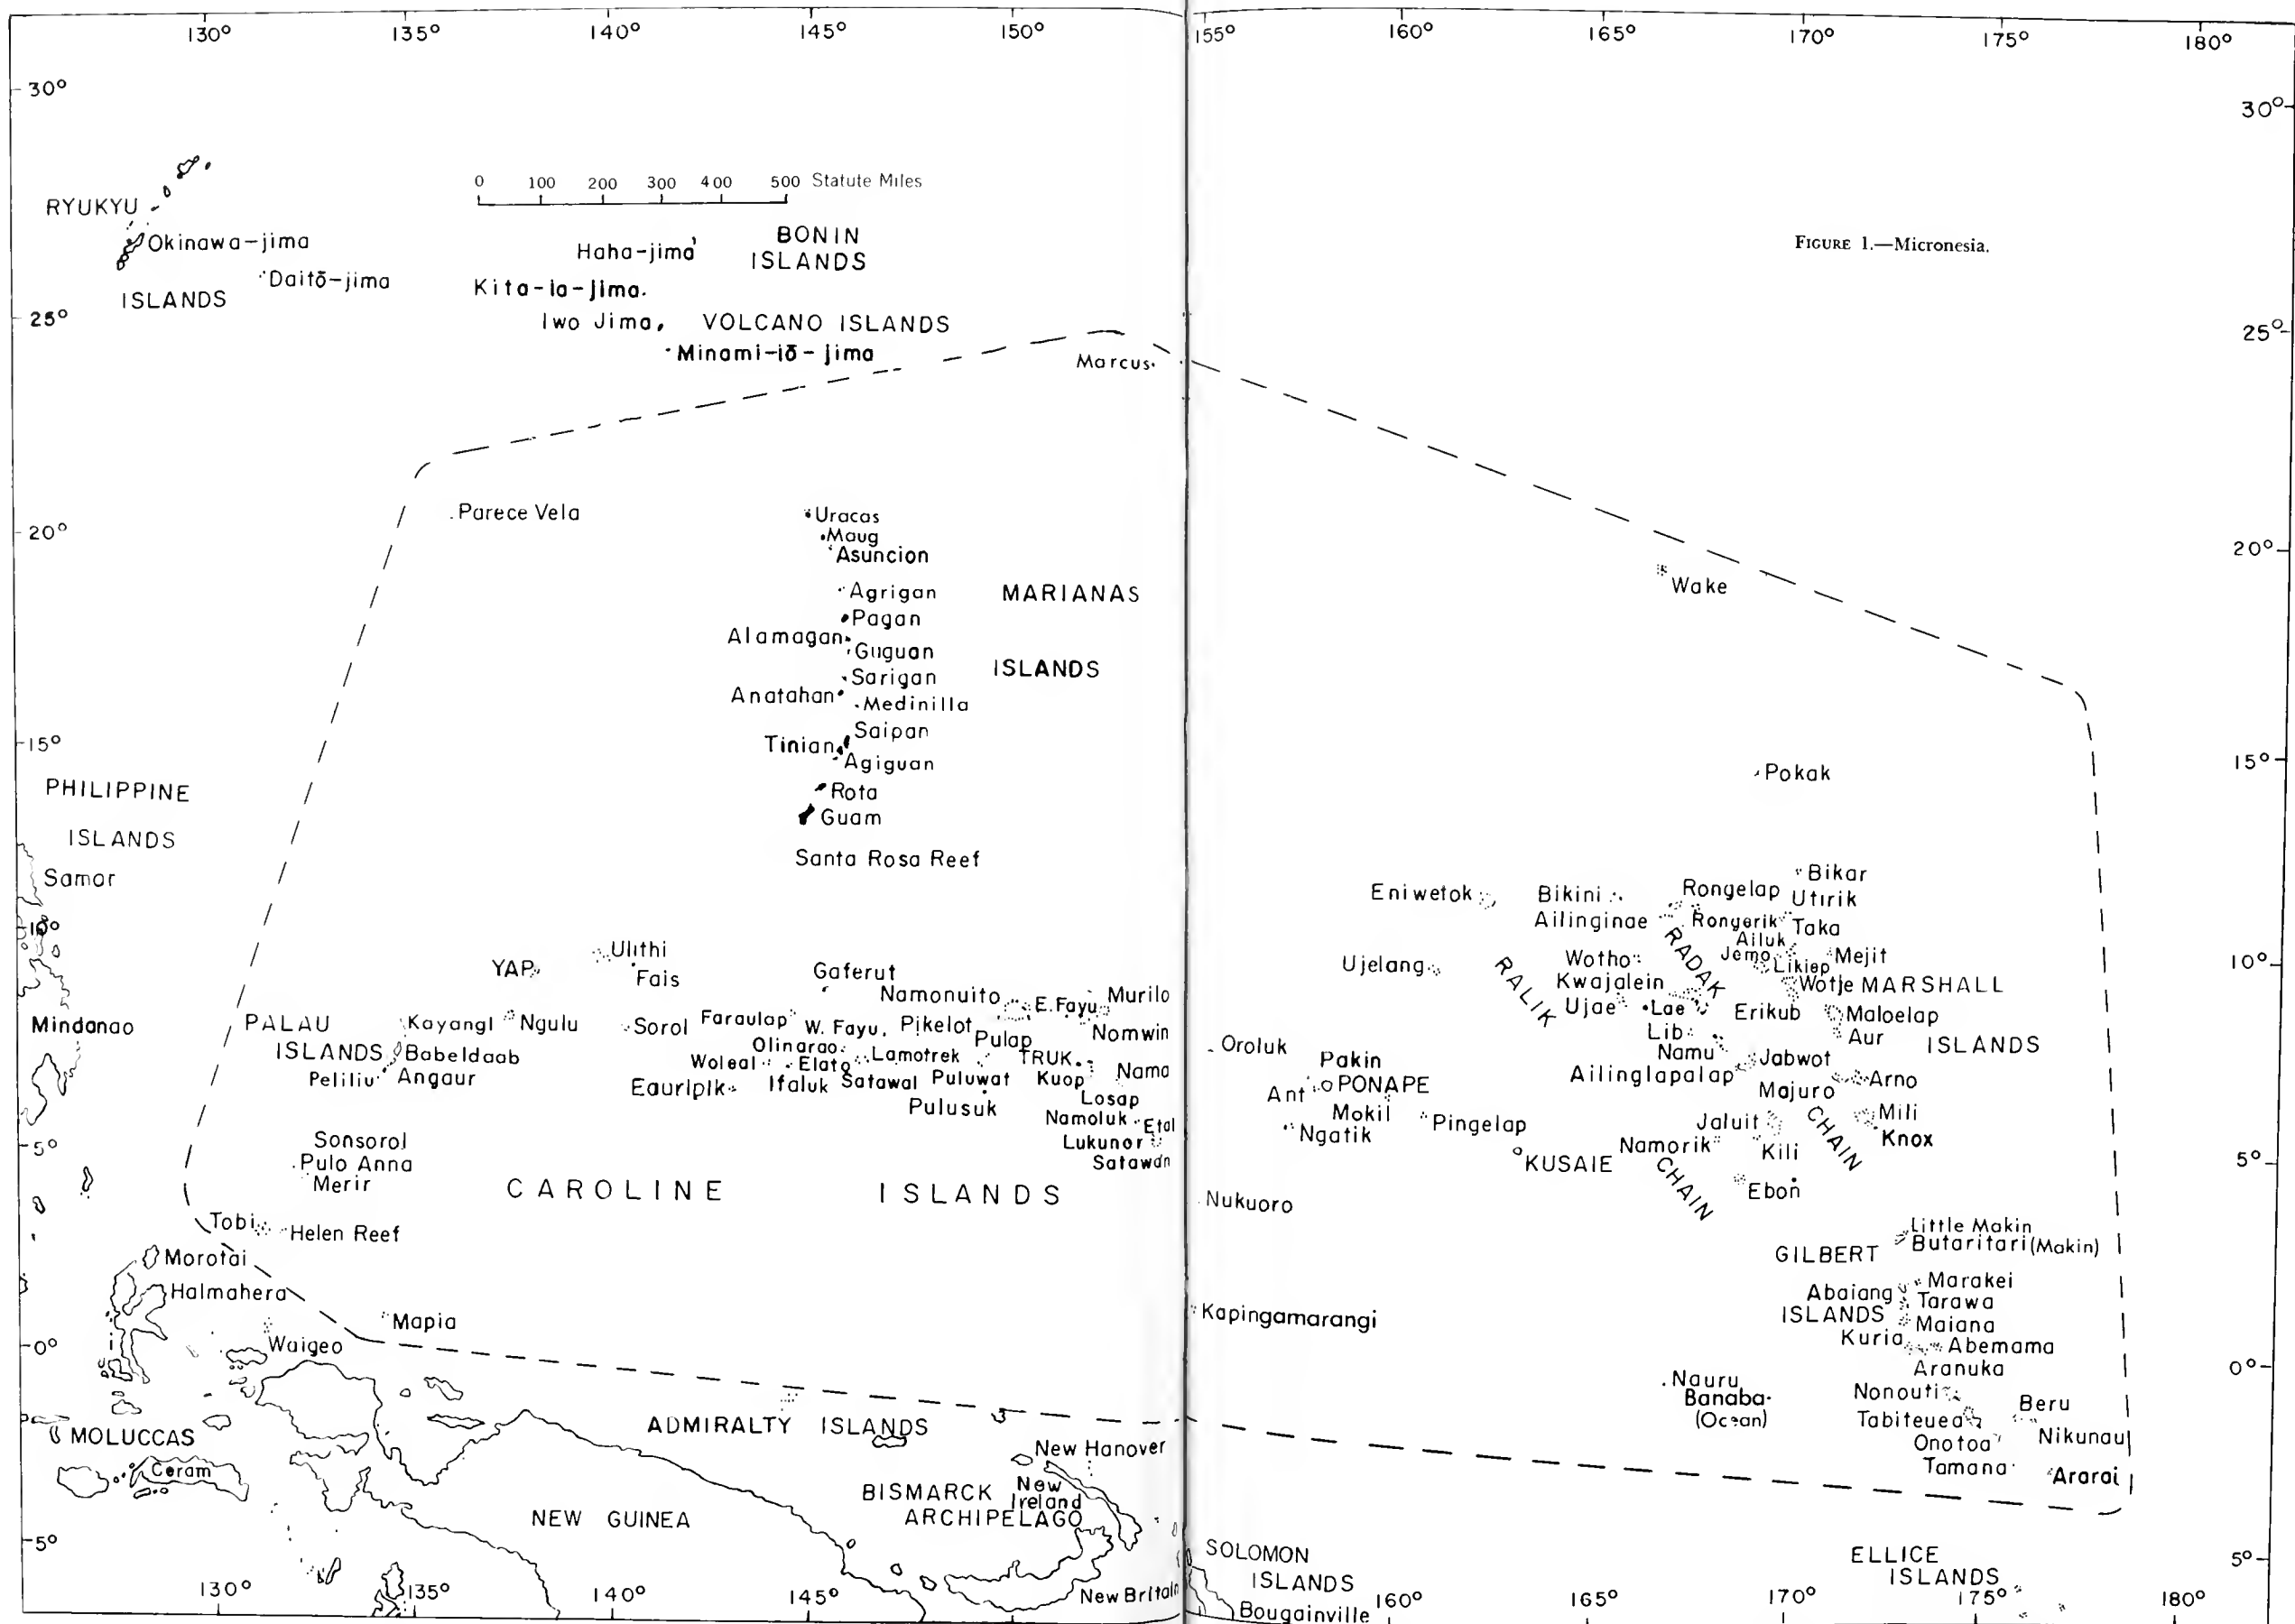 130° 135° 140° 145° 150° 155° 160° 165° 170° 175° 180°
30° 30°
0 100 200 300 400 500 Statute Miles
RYUKYU
Okinawa-jima
Daitō-jima
ISLANDS
Haha-jima
BONIN
ISLANDS
FIGURE 1.—Micronesia.
Kita-io-jima
25° 25°
Iwo Jima
VOLCANO ISLANDS
Minami-iō-jima
Marcus
Parece Vela
20° 20°
Uracas
Maug
Asuncion
Agrigan
MARIANAS
Pagan
Alamagan
Guguan
ISLANDS
Sarigan
Anatahan
Medinilla
Saipan
Tinian
Agiguan
Rota
Guam
Santa Rosa Reef
Wake
15° 15°
Pokak
PHILIPPINE
ISLANDS
Samar
Mindanao
10° 10°
YAP
Ulithi
Fais
Gaferut
Namonuito
E. Fayu
Murilo
Nomwin
PALAU
ISLANDS
Kayangl
Babeldaab
Peliliu
Angaur
Ngulu
Sorol
Faraulap
W. Fayu
Pikelot
Pulap
Olinarao
Woleal
Elato
Lamotrek
TRUK
Nama
Eauripik
Ifaluk
Satawal
Puluwat
Kuop
Losap
Pulusuk
Namoluk
Etal
Lukunor
Satawan
5° 5°
Sonsorol
Pulo Anna
Merir
CAROLINE ISLANDS
Tobi
Helen Reef
Morotai
Halmahera
Mapia
Waigeo
0° 0°
MOLUCCAS
Ceram
ADMIRALTY ISLANDS
New Hanover
BISMARCK
ARCHIPELAGO
New
Ireland
NEW GUINEA
New Britain
Bikar
Eniwetok
Bikini
Rongelap
Utirik
Ailinginae
Rongerik
Taka
Ailuk
Jemo
Mejit
Likiep
Ujelang
RALIK
RADAK
Wotho
Kwajalein
Wotje
MARSHALL
Ujae
Lae
Erikub
Maloelap
Lib
Aur
ISLANDS
Namu
Jabwot
Oroluk
Pakin
Ant
PONAPE
Ailinglapalap
Majuro
Arno
Mokil
Ngatik
Pingelap
Jaluit
CHAIN
Mili
Knox
Namorik
Kili
KUSAIE
CHAIN
Ebon
Nukuoro
Little Makin
Butaritari (Makin)
GILBERT
Marakei
Abaiang
Tarawa
ISLANDS
Maiana
Kapingamarangi
Kuria
Abemama
Aranuka
Nauru
Banaba
(Ocean)
Nonouti
Beru
Tabiteuea
Nikunau
Onotoa
Tamana
Ararai
SOLOMON
ISLANDS
Bougainville
ELLICE
ISLANDS
5° 5°
130° 135° 140° 145° 160° 165° 170° 175° 180°